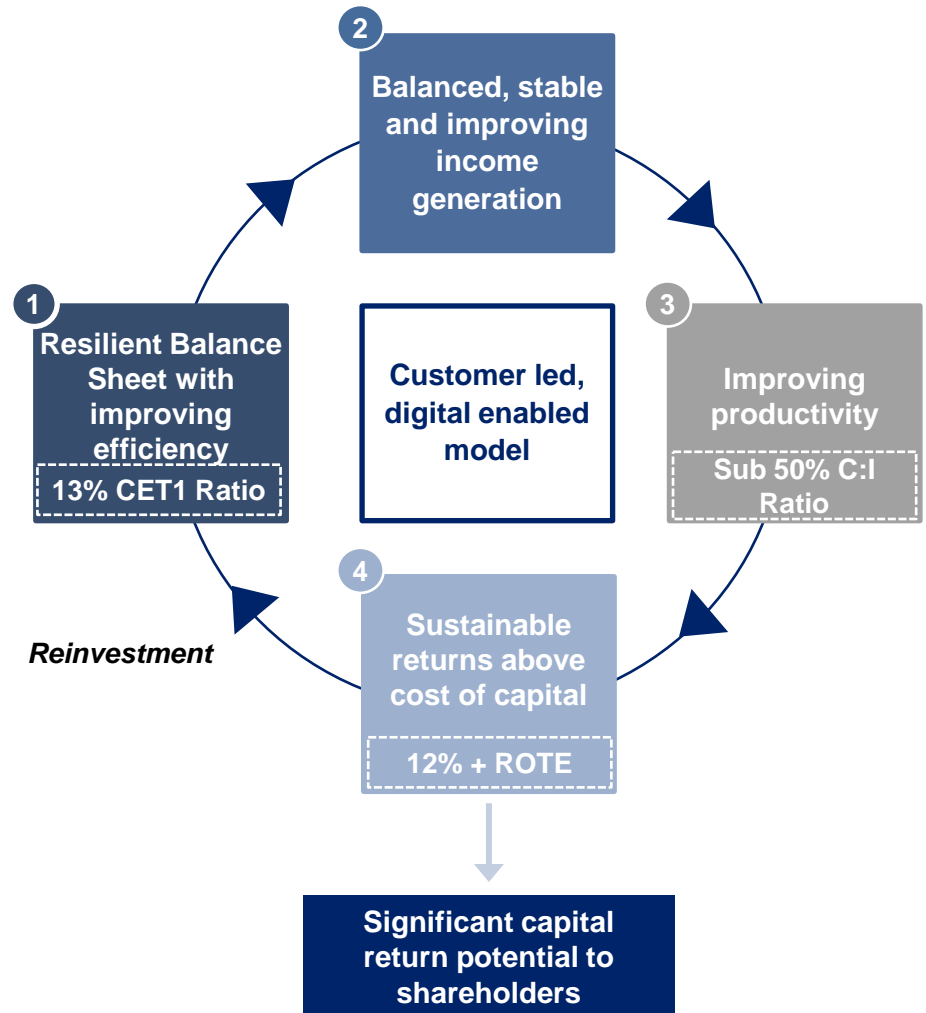 2
Balanced, stable
and improving
income
generation
1
Resilient Balance
Sheet with
improving
efficiency
13% CET1 Ratio
Customer led,
digital enabled
model
3
Improving
productivity
Sub 50% C:I
Ratio
4
Sustainable
returns above
cost of capital
12% + ROTE
Reinvestment
Significant capital
return potential to
shareholders